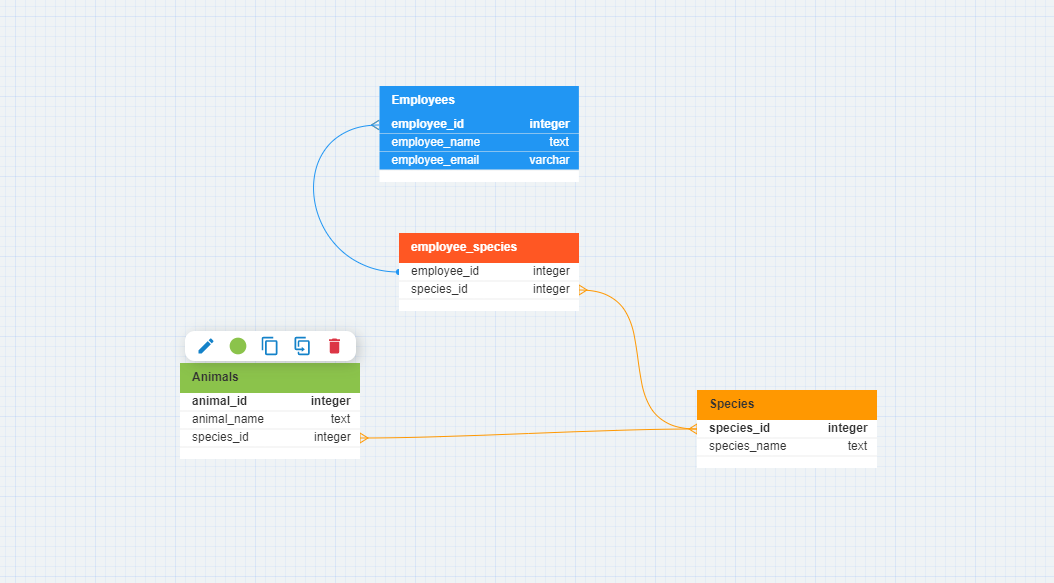 Employees
employee_id integer
employee_name text
employee_email varchar
employee_species
employee_id integer
species_id integer
Animals
animal_id integer
animal_name text
species_id integer
Species
species_id integer
species_name text